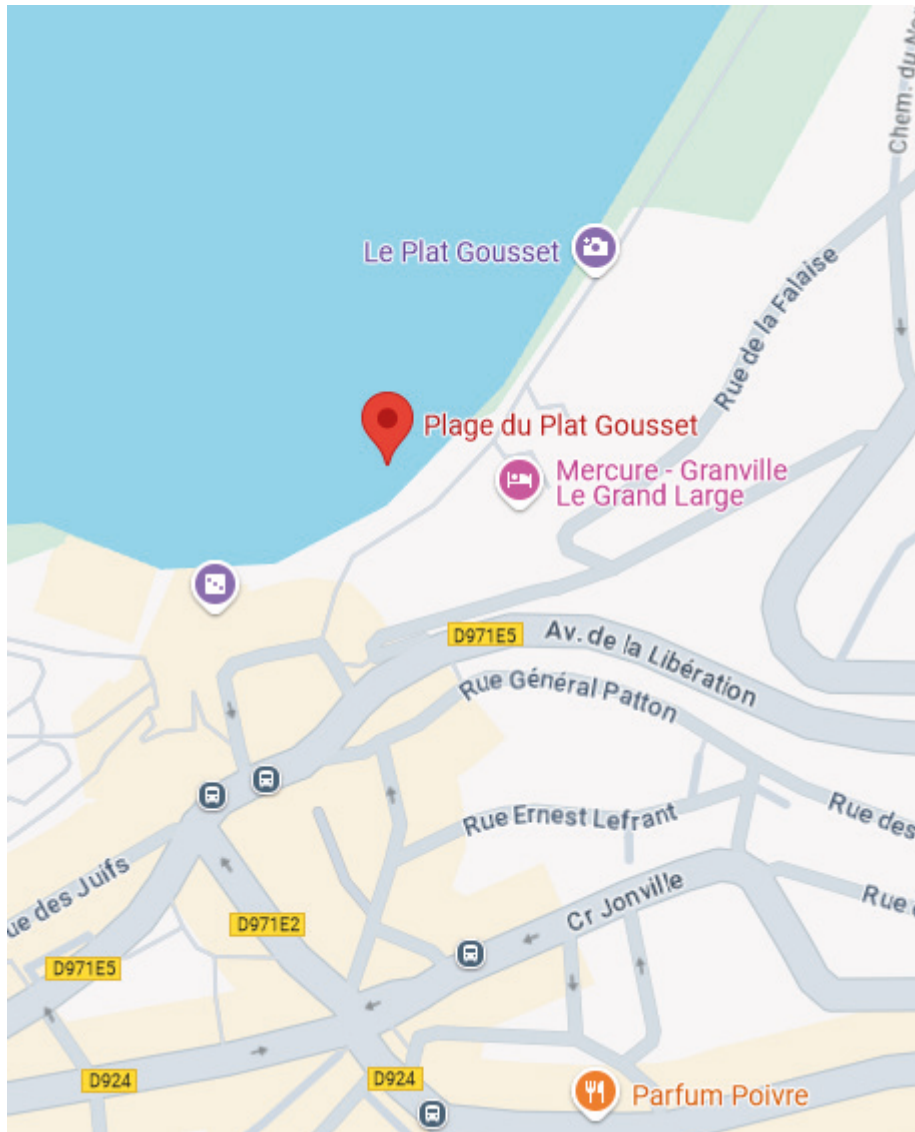 Chem. du
Le Plat Gousset
Rue de la Falaise
Plage du Plat Gousset
Mercure - Granville
Le Grand Large
D971E5
Av. de la Libération
Rue Général Patton
Rue Ernest Lefrant
Rue des
ue des Juifs
Cr Jonville
Rue
D971E2
D971E5
D924
D924
Parfum Poivre